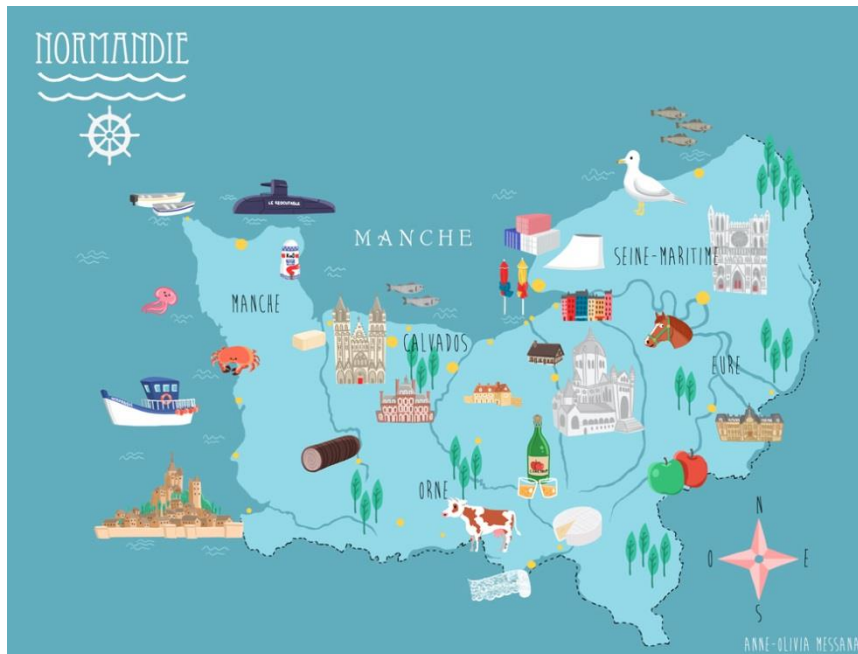 NORMANDIE
LE REDOUTABLE
MANCHE
SEINE-MARITIME
MANCHE
CALVADOS
EURE
ORNE
N
O
E
S
ANNE-OLIVIA MESSANA